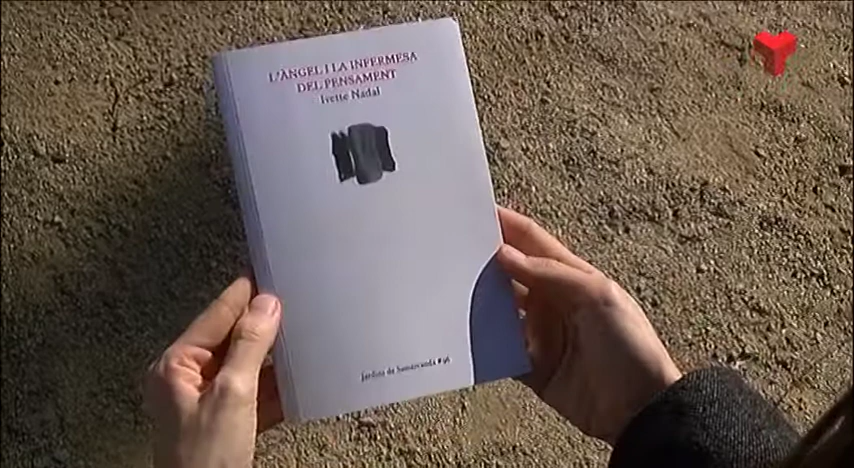 L'ÀNGEL I LA INFERMESA
DEL PENSAMENT
Ivette Nadal
Jardins de Samarcanda #96